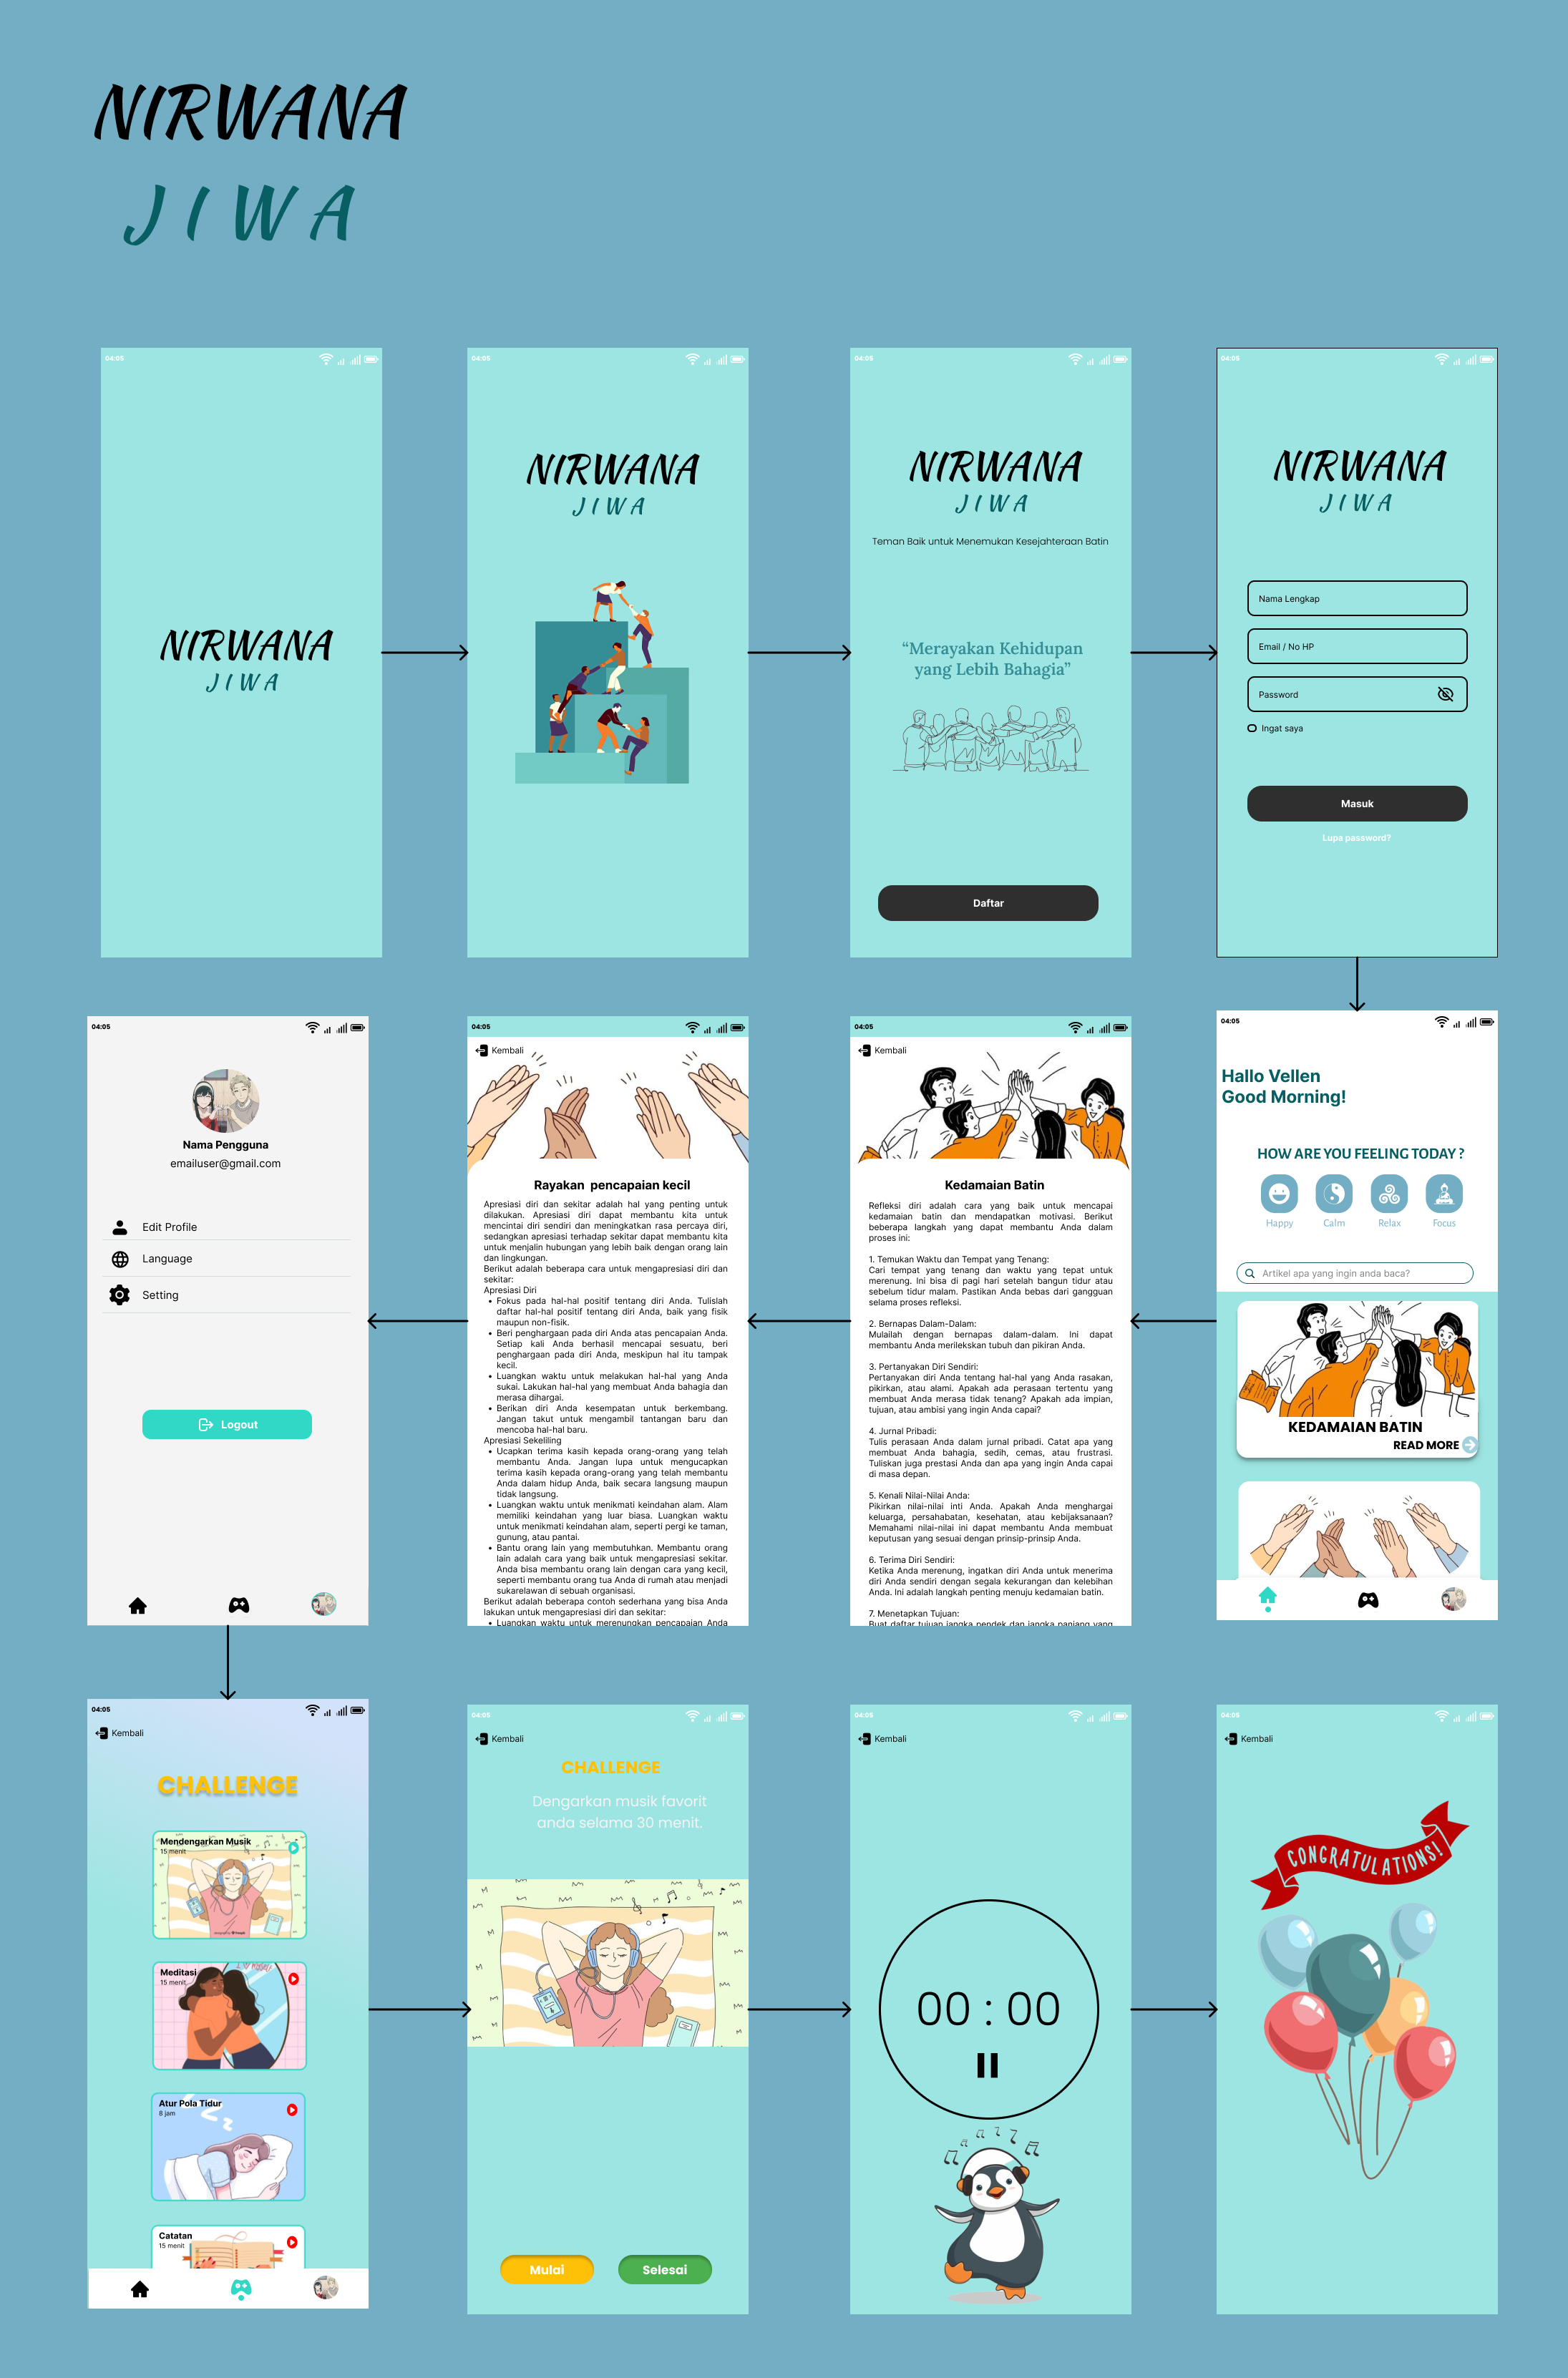 NIRWANA
JIWA
04:05
NIRWANA
JIWA
04:05
NIRWANA
JIWA
04:05
NIRWANA
JIWA
Teman Baik untuk Menemukan Kesejahteraan Batin
“Merayakan Kehidupan
yang Lebih Bahagia”
Daftar
04:05
NIRWANA
JIWA
Nama Lengkap
Email / No HP
Password
Ingat saya
Masuk
Lupa password?
04:05
Nama Pengguna
emailuser@gmail.com
Edit Profile
Language
Setting
Logout
04:05
Kembali
Rayakan pencapaian kecil
Apresiasi diri dan sekitar adalah hal yang penting untuk
dilakukan. Apresiasi diri dapat membantu kita untuk
mencintai diri sendiri dan meningkatkan rasa percaya diri,
sedangkan apresiasi terhadap sekitar dapat membantu kita
untuk menjalin hubungan yang lebih baik dengan orang lain
dan lingkungan.
Berikut adalah beberapa cara untuk mengapresiasi diri dan
sekitar:
Apresiasi Diri
• Fokus pada hal-hal positif tentang diri Anda. Tulislah
daftar hal-hal positif tentang diri Anda, baik yang fisik
maupun non-fisik.
• Beri penghargaan pada diri Anda atas pencapaian Anda.
Setiap kali Anda berhasil mencapai sesuatu, beri
penghargaan pada diri Anda, meskipun hal itu tampak
kecil.
• Luangkan waktu untuk melakukan hal-hal yang Anda
sukai. Lakukan hal-hal yang membuat Anda bahagia dan
merasa dihargai.
• Berikan diri Anda kesempatan untuk berkembang.
Jangan takut untuk mengambil tantangan baru dan
mencoba hal-hal baru.
Apresiasi Sekeliling
• Ucapkan terima kasih kepada orang-orang yang telah
membantu Anda. Jangan lupa untuk mengucapkan
terima kasih kepada orang-orang yang telah membantu
Anda dalam hidup Anda, baik secara langsung maupun
tidak langsung.
• Luangkan waktu untuk menikmati keindahan alam. Alam
memiliki keindahan yang luar biasa. Luangkan waktu
untuk menikmati keindahan alam, seperti pergi ke taman,
gunung, atau pantai.
• Bantu orang lain yang membutuhkan. Membantu orang
lain adalah cara yang baik untuk mengapresiasi sekitar.
Anda bisa membantu orang lain dengan cara yang kecil,
seperti membantu orang tua Anda di rumah atau menjadi
sukarelawan di sebuah organisasi.
Berikut adalah beberapa contoh sederhana yang bisa Anda
lakukan untuk mengapresiasi diri dan sekitar:
• Luangkan waktu untuk merenungkan pencapaian Anda
04:05
Kembali
Kedamaian Batin
Refleksi diri adalah cara yang baik untuk mencapai
kedamaian batin dan mendapatkan motivasi. Berikut
beberapa langkah yang dapat membantu Anda dalam
proses ini:
1. Temukan Waktu dan Tempat yang Tenang:
Cari tempat yang tenang dan waktu yang tepat untuk
merenung. Ini bisa di pagi hari setelah bangun tidur atau
sebelum tidur malam. Pastikan Anda bebas dari gangguan
selama proses refleksi.
2. Bernapas Dalam-Dalam:
Mulailah dengan bernapas dalam-dalam. Ini dapat
membantu Anda merilekskan tubuh dan pikiran Anda.
3. Pertanyakan Diri Sendiri:
Pertanyakan diri Anda tentang hal-hal yang Anda rasakan,
pikirkan, atau alami. Apakah ada perasaan tertentu yang
membuat Anda merasa tidak tenang? Apakah ada impian,
tujuan, atau ambisi yang ingin Anda capai?
4. Jurnal Pribadi:
Tulis perasaan Anda dalam jurnal pribadi. Catat apa yang
membuat Anda bahagia, sedih, cemas, atau frustrasi.
Tuliskan juga prestasi Anda dan apa yang ingin Anda capai
di masa depan.
5. Kenali Nilai-Nilai Anda:
Pikirkan nilai-nilai inti Anda. Apakah Anda menghargai
keluarga, persahabatan, kesehatan, atau kebijaksanaan?
Memahami nilai-nilai ini dapat membantu Anda membuat
keputusan yang sesuai dengan prinsip-prinsip Anda.
6. Terima Diri Sendiri:
Ketika Anda merenung, ingatkan diri Anda untuk menerima
diri Anda sendiri dengan segala kekurangan dan kelebihan
Anda. Ini adalah langkah penting menuju kedamaian batin.
7. Menetapkan Tujuan:
Buat daftar tujuan jangka pendek dan jangka panjang yang
04:05
Hallo Vellen
Good Morning!
HOW ARE YOU FEELING TODAY ?
Happy Calm Relax Focus
Artikel apa yang ingin anda baca?
KEDAMAIAN BATIN
READ MORE
04:05
Kembali
CHALLENGE
Mendengarkan Musik
15 menit
Meditasi
15 menit
Atur Pola Tidur
8 jam
Catatan
15 menit
04:05
Kembali
CHALLENGE
Dengarkan musik favorit
anda selama 30 menit.
Mulai
Selesai
04:05
Kembali
00 : 00
04:05
Kembali
CONGRATULATIONS!